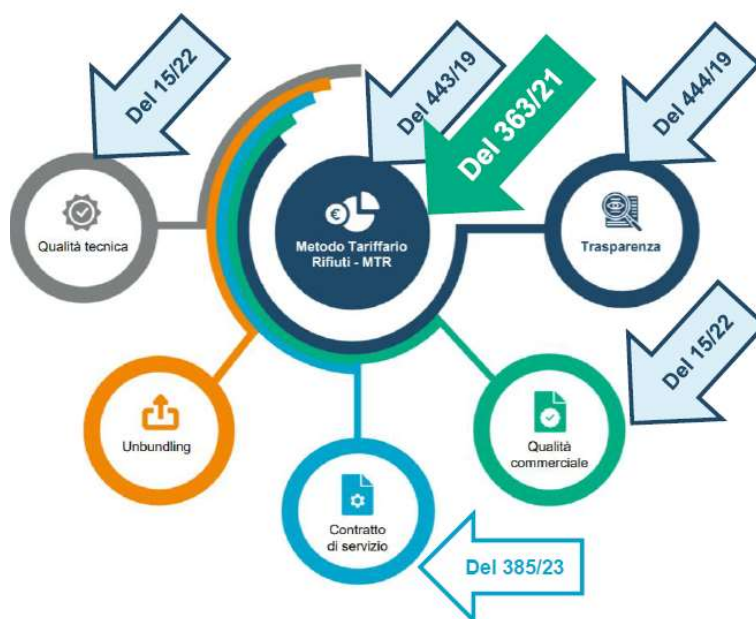 Del 15/22
Del 443/19
Del 363/21
Del 444/19
Qualità tecnica
€
Metodo Tariffario
Rifiuti - MTR
Trasparenza
Del 15/22
Unbundling
Qualità
commerciale
Contratto
di servizio
Del 385/23